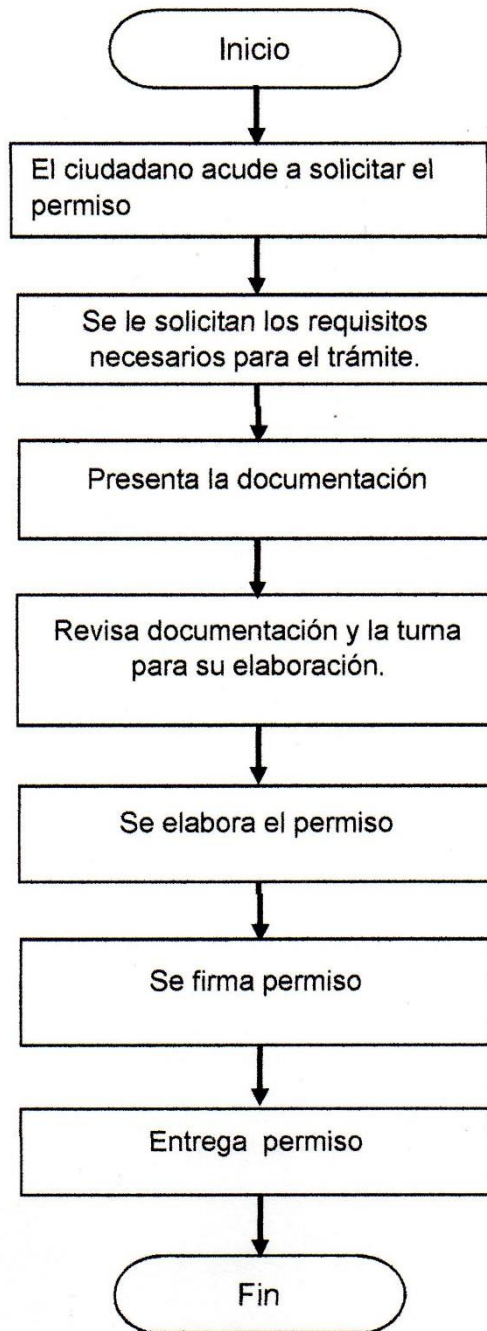 Inicio
El ciudadano acude a solicitar el
permiso
Se le solicitan los requisitos
necesarios para el trámite.
Presenta la documentación
Revisa documentación y la turna
para su elaboración.
Se elabora el permiso
Se firma permiso
Entrega permiso
Fin